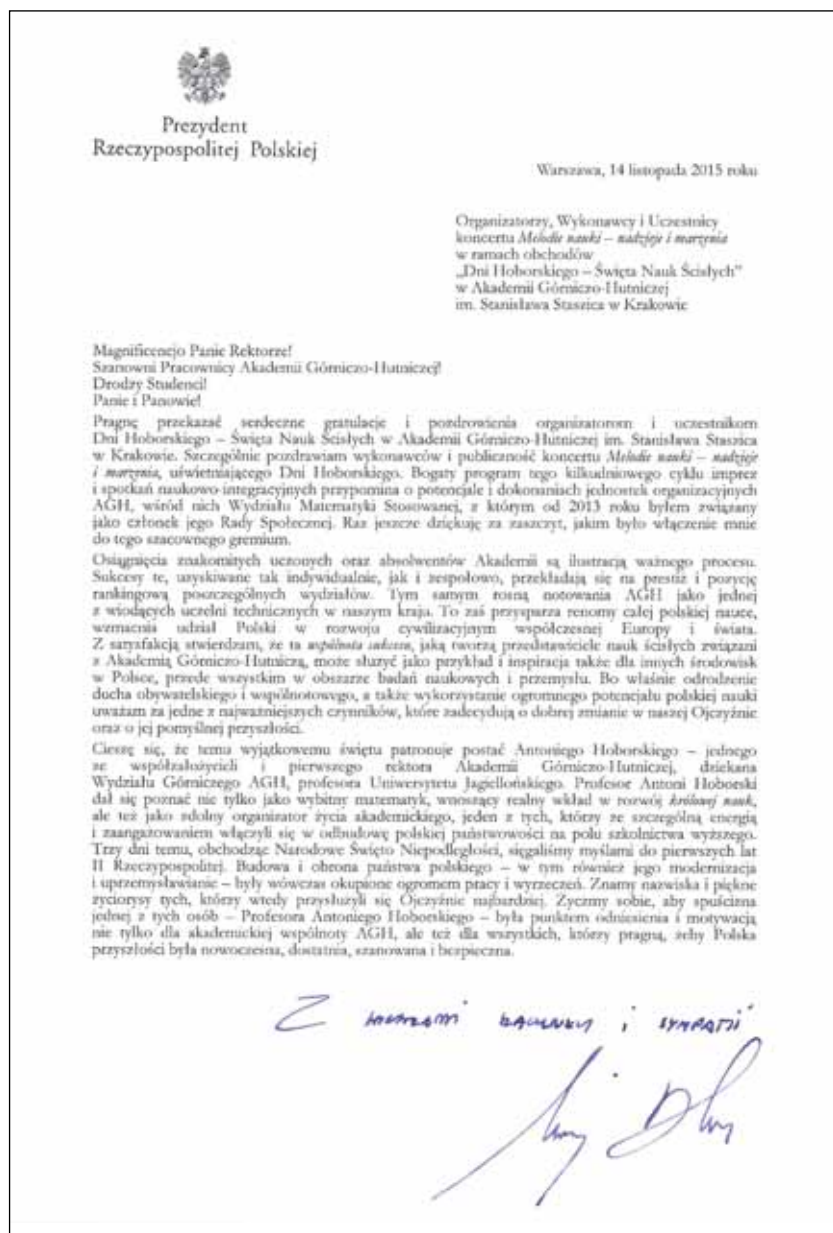 Prezydent
Rzeczypospolitej Polskiej
Warszawa, 14 listopada 2015 roku
Organizatorzy, Wykonawcy i Uczestnicy
koncertu Melodie nauki – nadzieje i marzenia
w ramach obchodów
„Dni Hoborskiego – Święta Nauk Ścisłych”
w Akademii Górniczo-Hutniczej
im. Stanisława Staszica w Krakowie
Magnificencjo Panie Rektorze!
Szanowni Pracownicy Akademii Górniczo-Hutniczej!
Drodzy Studenci!
Panie i Panowie!
Pragnę przekazać serdeczne gratulacje i pozdrowienia organizatorom i uczestnikom
Dni Hoborskiego – Święta Nauk Ścisłych w Akademii Górniczo-Hutniczej im. Stanisława Staszica
w Krakowie. Szczególnie pozdrawiam wykonawców i publiczność koncertu Melodie nauki – nadzieje
i marzenia, uświetniającego Dni Hoborskiego. Bogaty program tego kilkudniowego cyklu imprez
i spotkań naukowo-integracyjnych przypomina o potencjale i dokonaniach jednostek organizacyjnych
AGH, wśród nich Wydziału Matematyki Stosowanej, z którym od 2013 roku byłem związany
jako członek jego Rady Społecznej. Raz jeszcze dziękuję za zaszczyt, jakim było włączenie mnie
do tego szacownego gremium.
Osiągnięcia znakomitych uczonych oraz absolwentów Akademii są ilustracją ważnego procesu.
Sukcesy te, uzyskiwane tak indywidualnie, jak i zespołowo, przekładają się na prestiż i pozycję
rankingową poszczególnych wydziałów. Tym samym rosną notowania AGH jako jednej
z wiodących uczelni technicznych w naszym kraju. To zaś przysparza renomy całej polskiej nauce,
wzmacnia udział Polski w rozwoju cywilizacyjnym współczesnej Europy i świata.
Z satysfakcją stwierdzam, że ta wspólnota sukcesu, jaką tworzą przedstawiciele nauk ścisłych związani
z Akademią Górniczo-Hutniczą, może służyć jako przykład i inspiracja także dla innych środowisk
w Polsce, przede wszystkim w obszarze badań naukowych i przemysłu. Bo właśnie odrodzenie
ducha obywatelskiego i wspólnotowego, a także wykorzystanie ogromnego potencjału polskiej nauki
uważam za jedne z najważniejszych czynników, które zadecydują o dobrej zmianie w naszej Ojczyźnie
oraz o jej pomyślnej przyszłości.
Cieszę się, że temu wyjątkowemu świętu patronuje postać Antoniego Hoborskiego – jednego
ze współzałożycieli i pierwszego rektora Akademii Górniczo-Hutniczej, dziekana
Wydziału Górniczego AGH, profesora Uniwersytetu Jagiellońskiego. Profesor Antoni Hoborski
dał się poznać nie tylko jako wybitny matematyk, wnoszący realny wkład w rozwój królowej nauk,
ale też jako zdolny organizator życia akademickiego, jeden z tych, którzy ze szczególną energią
i zaangażowaniem włączyli się w odbudowę polskiej państwowości na polu szkolnictwa wyższego.
Trzy dni temu, obchodząc Narodowe Święto Niepodległości, sięgaliśmy myślami do pierwszych lat
II Rzeczypospolitej. Budowa i obrona państwa polskiego – w tym również jego modernizacja
i uprzemysławianie – były wówczas okupione ogromem pracy i wyrzeczeń. Znamy nazwiska i piękne
życiorysy tych, którzy wtedy przysłużyli się Ojczyźnie najbardziej. Życzmy sobie, aby spuścizna
jednej z tych osób – Profesora Antoniego Hoborskiego – była punktem odniesienia i motywacją
nie tylko dla akademickiej wspólnoty AGH, ale też dla wszystkich, którzy pragną, żeby Polska
przyszłości była nowoczesna, dostatnia, szanowana i bezpieczna.
Z wyrazami szacunku i sympatii